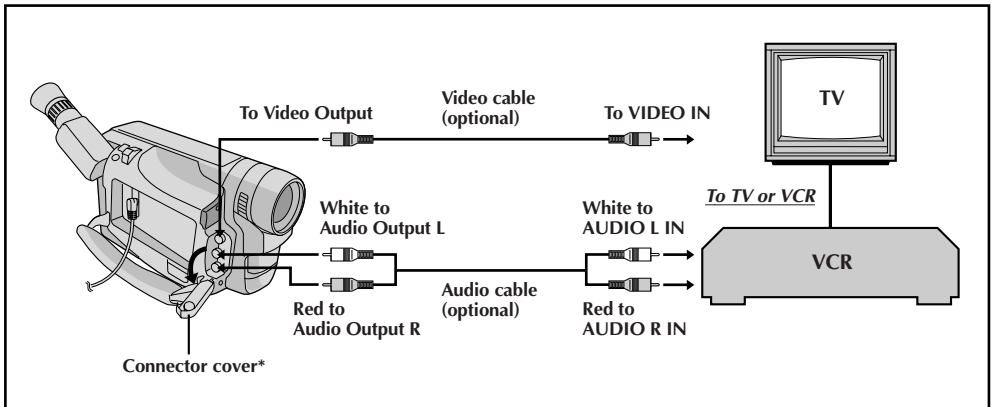 TV
To Video Output
Video cable
(optional)
To VIDEO IN
To TV or VCR
White to
Audio Output L
White to
AUDIO L IN
VCR
Red to
Audio Output R
Audio cable
(optional)
Red to
AUDIO R IN
Connector cover*